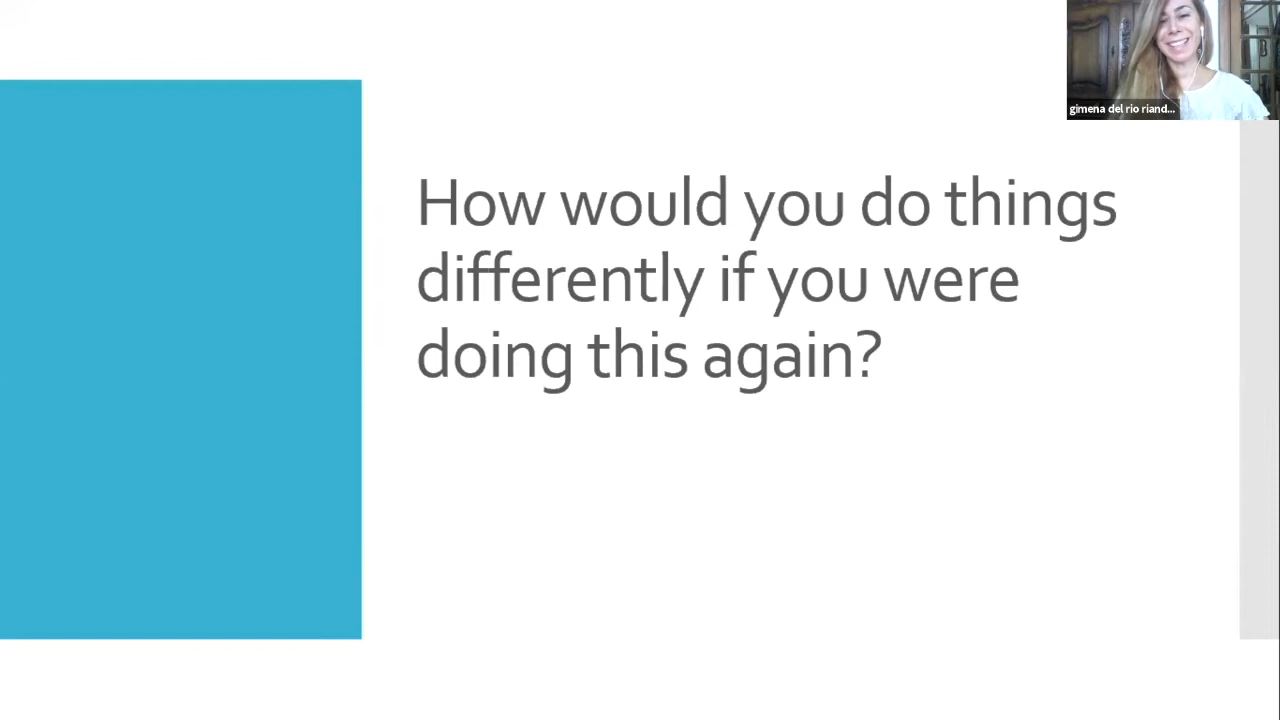 gimena del rio riand...
How would you do things
differently if you were
doing this again?